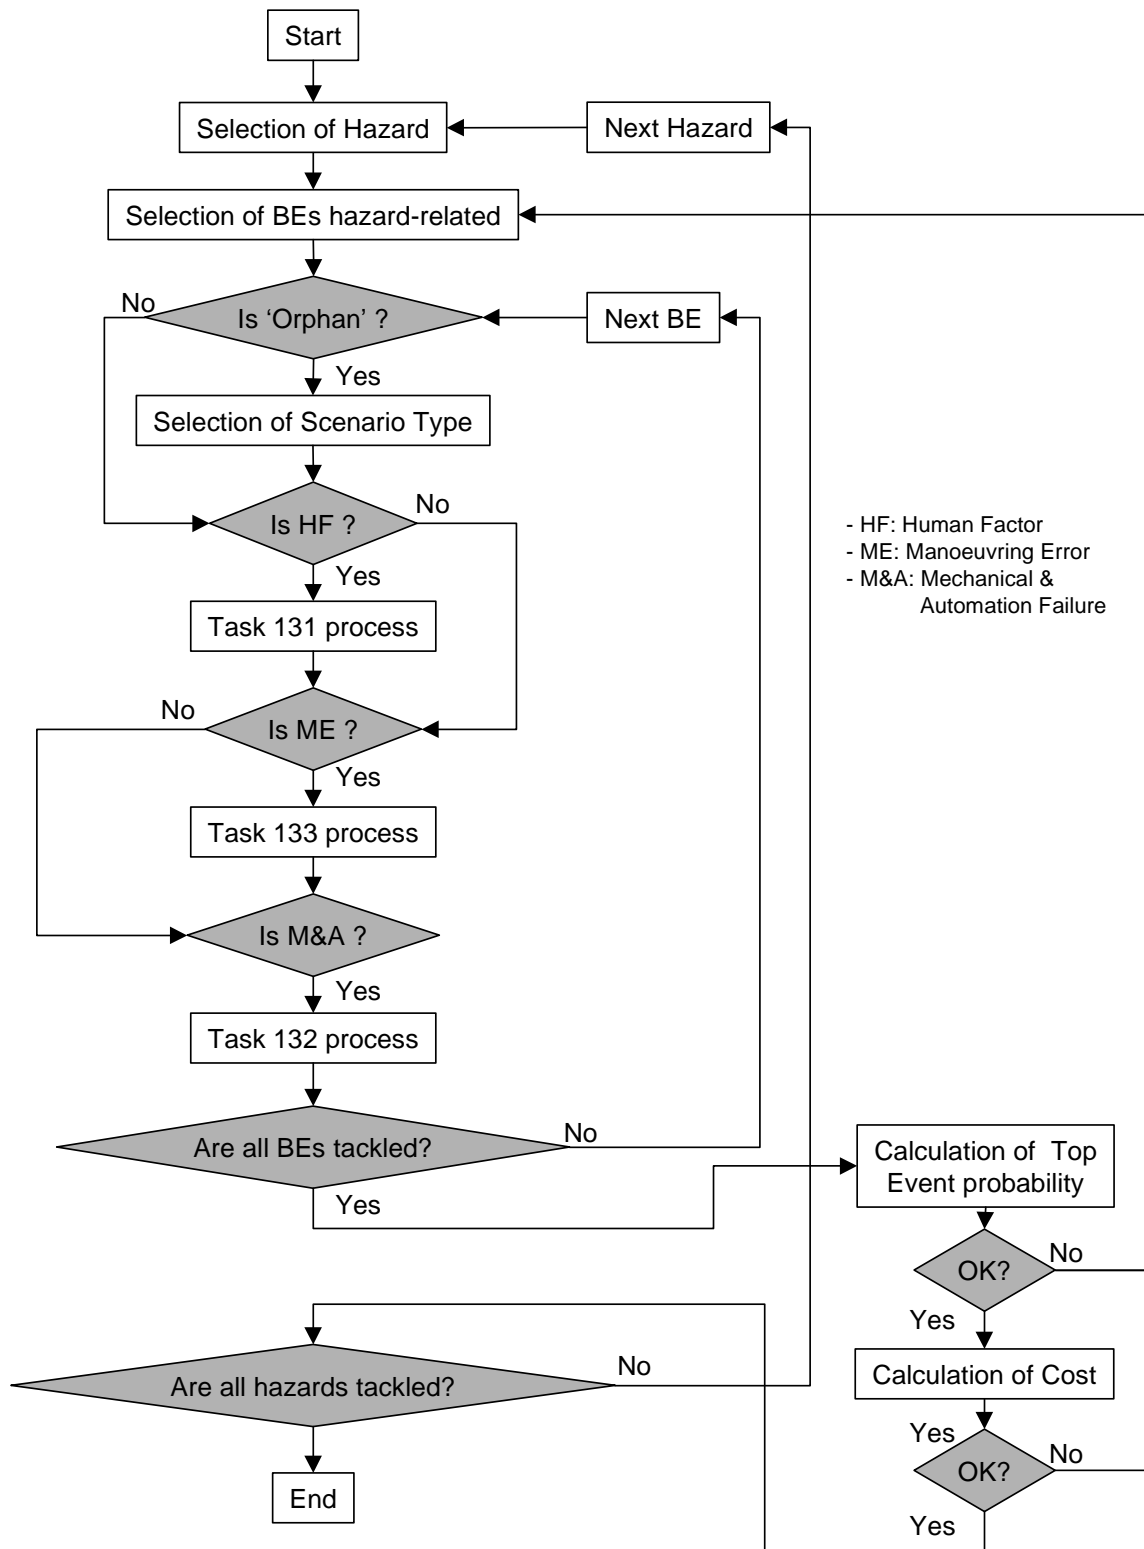 Start
Selection of Hazard
Next Hazard
Selection of BEs hazard-related
No
Is ‘Orphan’ ?
Next BE
Yes
Selection of Scenario Type
No
Is HF ?
Yes
- HF: Human Factor
- ME: Manoeuvring Error
- M&A: Mechanical &
Automation Failure
Task 131 process
No
Is ME ?
Yes
Task 133 process
Is M&A ?
Yes
Task 132 process
Are all BEs tackled?
No
Yes
Calculation of Top
Event probability
OK?
No
Yes
Calculation of Cost
Yes
OK?
No
Yes
Are all hazards tackled?
No
End